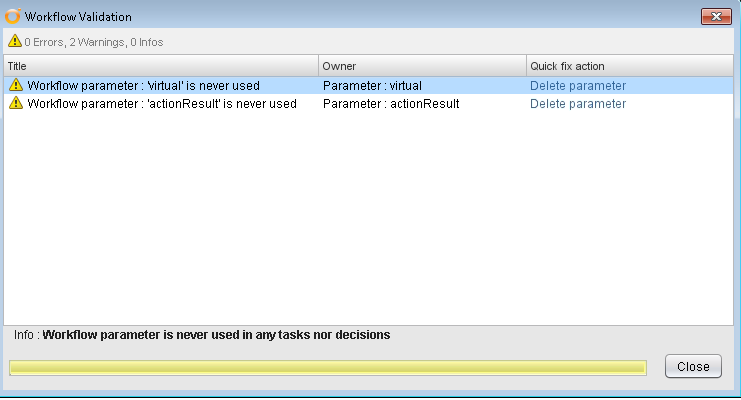 Workflow Validation
0 Errors, 2 Warnings, 0 Infos
Title Owner Quick fix action
Workflow parameter : 'virtual' is never used Parameter : virtual Delete parameter
Workflow parameter : 'actionResult' is never used Parameter : actionResult Delete parameter
Info : Workflow parameter is never used in any tasks nor decisions
Close